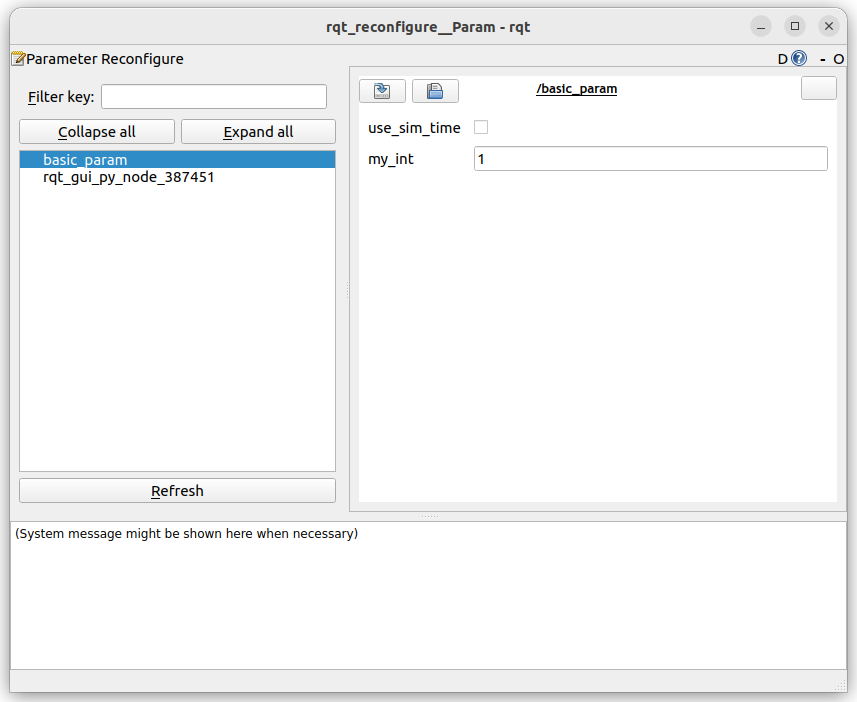 rqt_reconfigure__Param - rqt
Parameter Reconfigure
D ? - O
Filter key:
Collapse all Expand all
basic_param
rqt_gui_py_node_387451
Refresh
/basic_param
use_sim_time
my_int 1
(System message might be shown here when necessary)